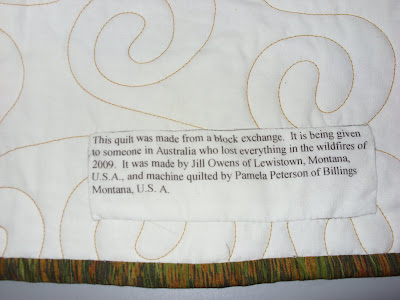 This quilt was made from a block exchange.  It is being given
to someone in Australia who lost everything in the wildfires of
2009.  It was made by Jill Owens of Lewistown, Montana,
U.S.A., and machine quilted by Pamela Peterson of Billings
Montana, U.S. A.